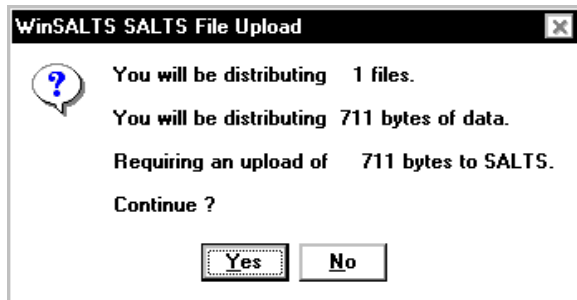 WinSALTS SALTS File Upload
You will be distributing 1 files.
You will be distributing 711 bytes of data.
Requiring an upload of 711 bytes to SALTS.
Continue ?
Yes No